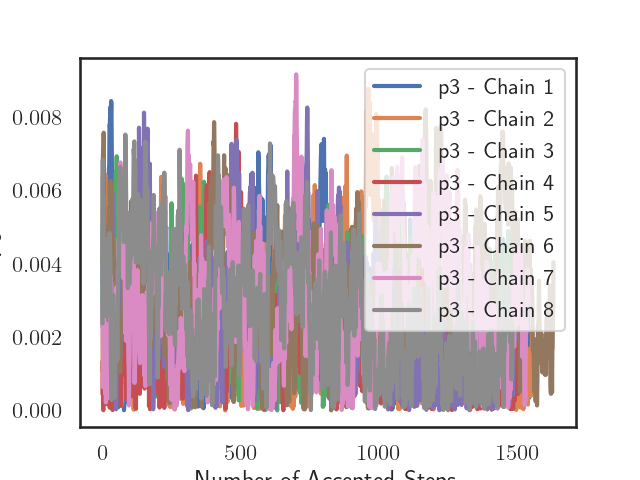 0.008
0.006
0.004
0.002
0.000
0
500
1000
1500
Number of Accepted Steps
p3 - Chain 1
p3 - Chain 2
p3 - Chain 3
p3 - Chain 4
p3 - Chain 5
p3 - Chain 6
p3 - Chain 7
p3 - Chain 8